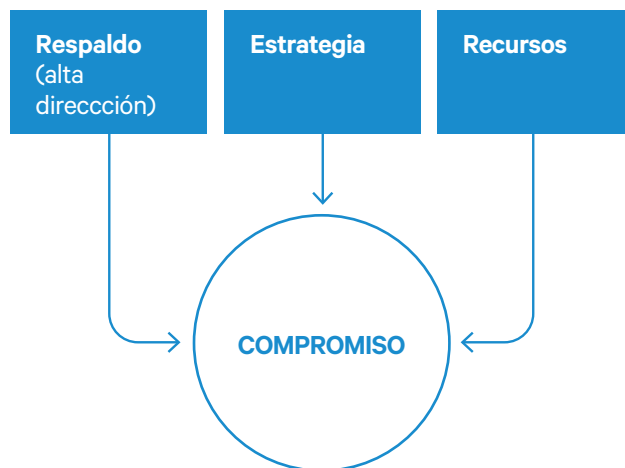 Respaldo
(alta
direccción)
Estrategia
Recursos
COMPROMISO